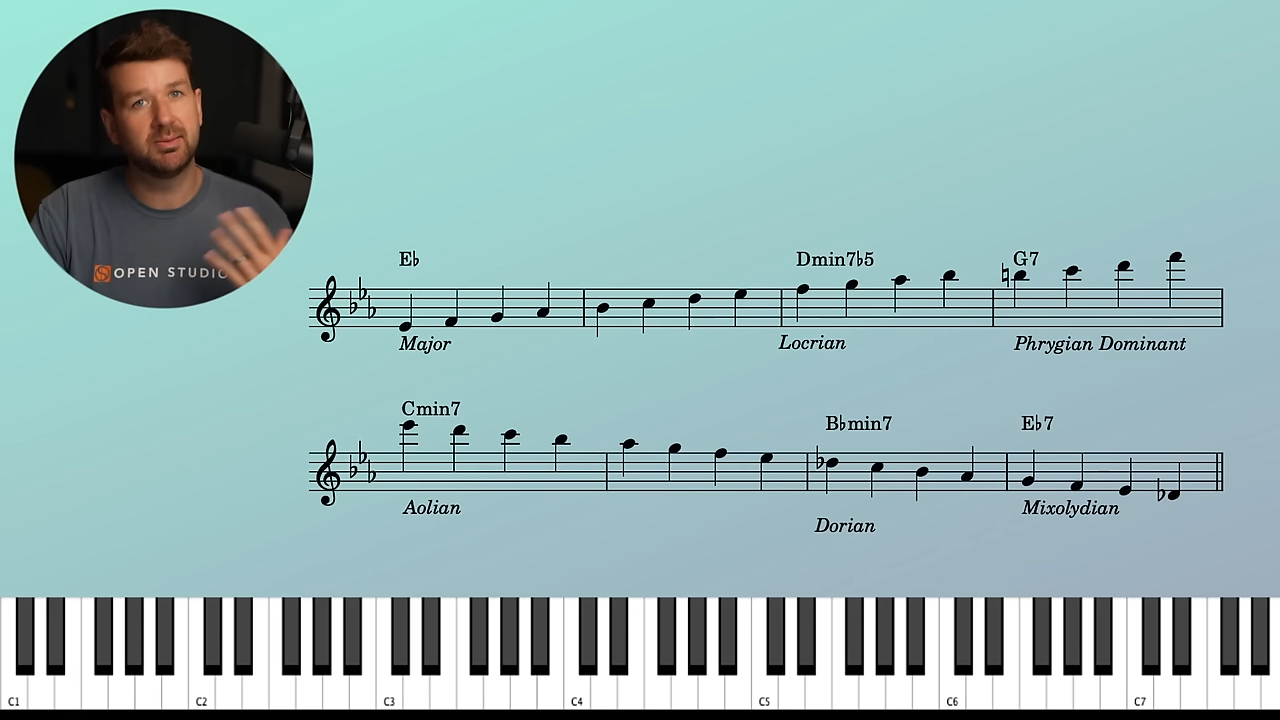 OPEN STUDIO
E♭
Dmin7♭5
G7
Major
Locrian
Phrygian Dominant
Cmin7
B♭min7
E♭7
Aolian
Mixolydian
Dorian
C1
C2
C3
C4
C5
C6
C7